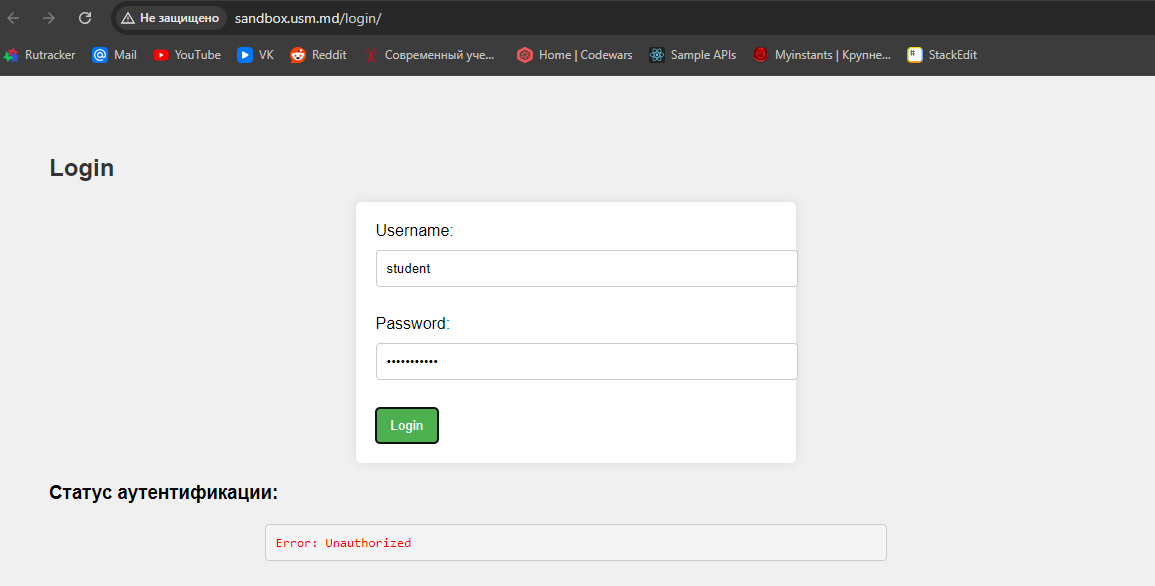 Не защищено sandbox.usm.md/login/
Rutracker Mail YouTube VK Reddit Современный уче... Home | Codewars Sample APIs Myinstants | Крупне... StackEdit
Login
Username:
student
Password:
•••••••••••
Login
Статус аутентификации:
Error: Unauthorized